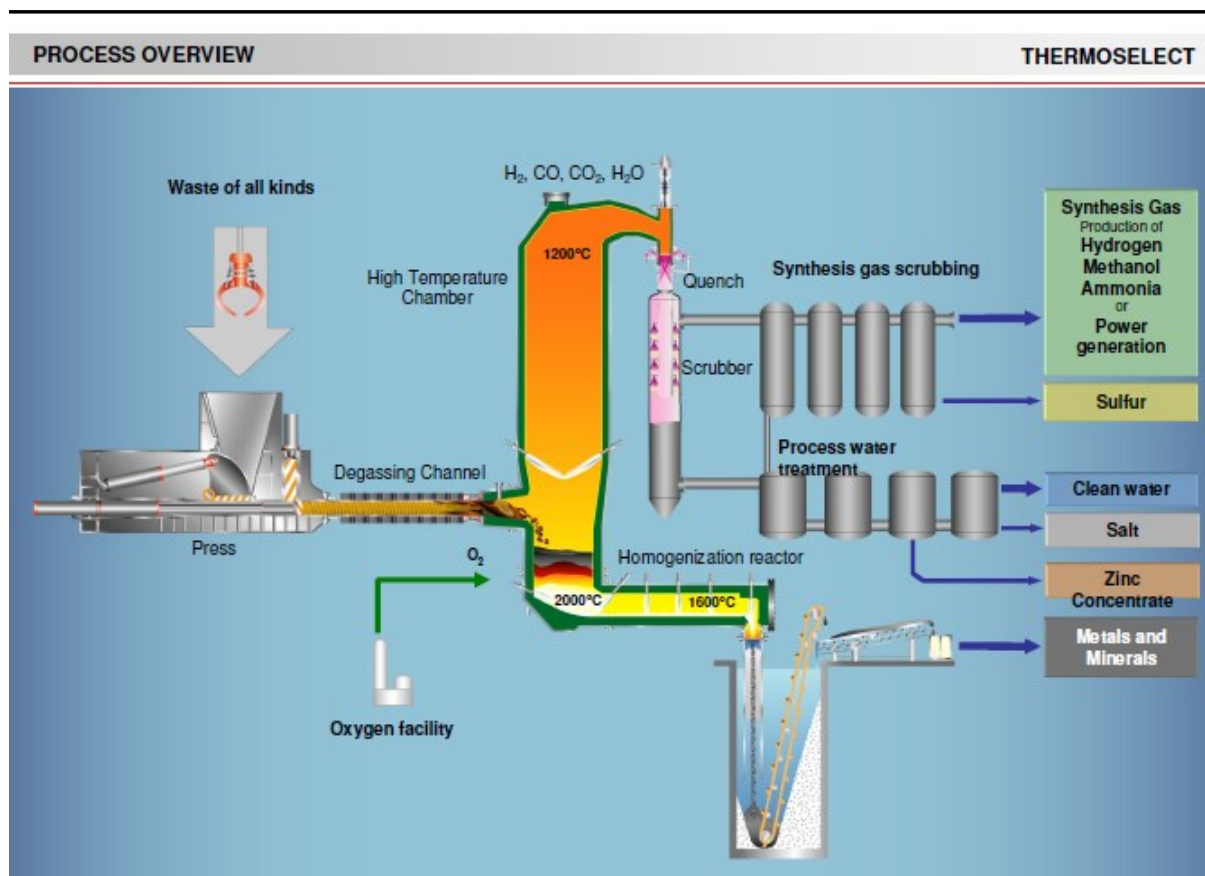 PROCESS OVERVIEW
THERMOSELECT
Waste of all kinds
H₂, CO, CO₂, H₂O
1200°C
High Temperature
Chamber
Quench
Synthesis gas scrubbing
Synthesis Gas
Production of
Hydrogen
Methanol
Ammonia
or
Power
generation
Scrubber
Sulfur
Degassing Channel
Process water
treatment
Clean water
Press
Salt
O₂
Homogenization reactor
2000°C
1600°C
Zinc
Concentrate
Metals and
Minerals
Oxygen facility